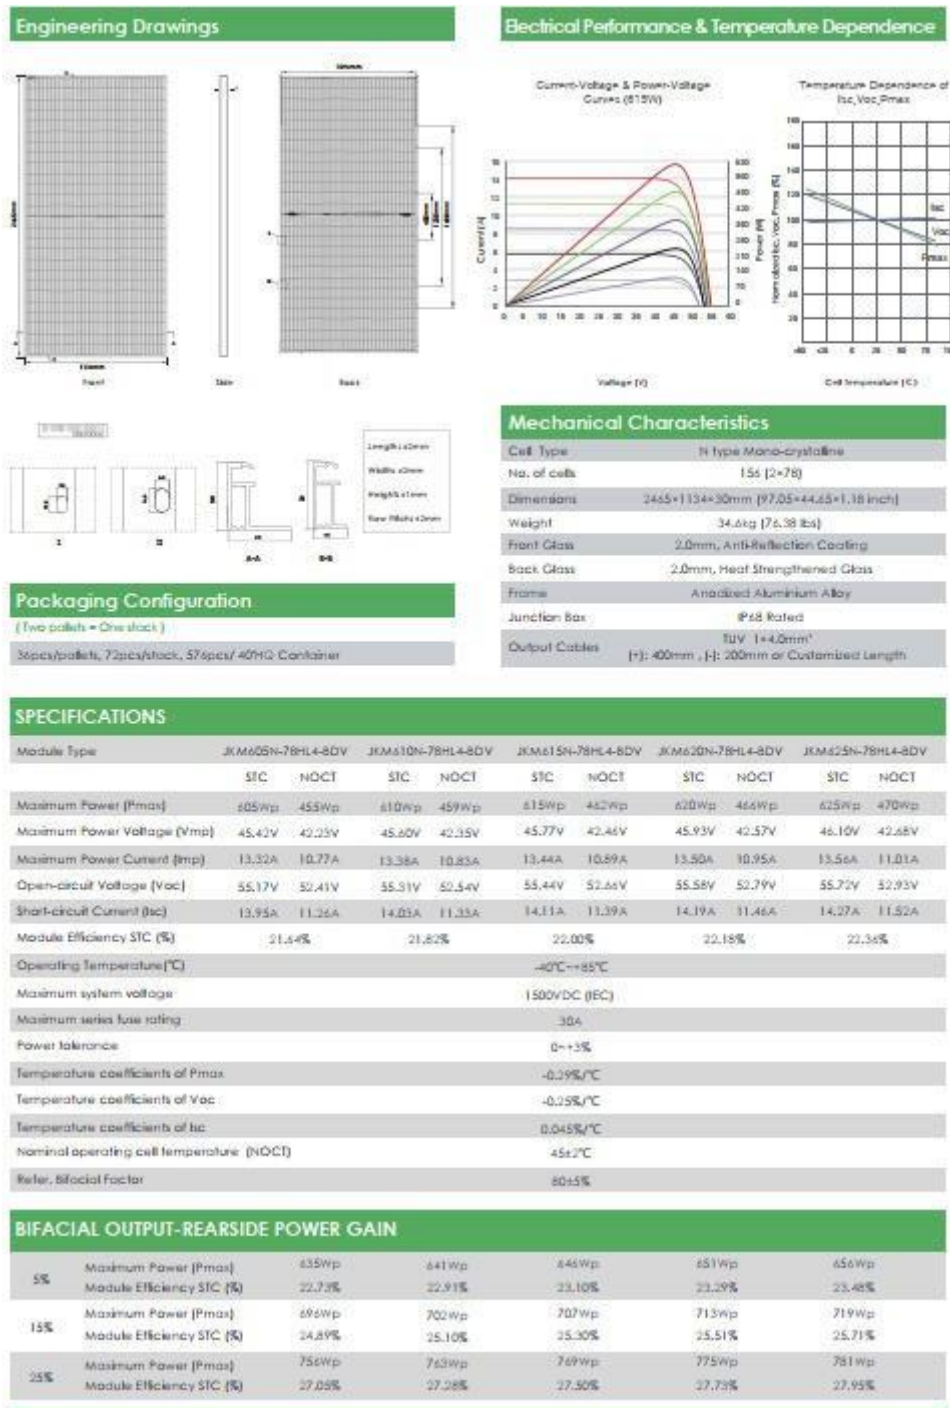 Engineering Drawings
Electrical Performance & Temperature Dependence
Current-Voltage & Power-Voltage
Curves (615W)
Temperature Dependence of
Isc,Voc,Pmax
Current (A)
Power (W)
Normalized Isc, Voc, Pmax (%)
Isc
Voc
Pmax
Voltage (V)
Cell Temperature (℃)
Front
Side
Back
Length: ±2mm
Width: ±2mm
Height: ±1mm
Row Pitch: ±2mm
A-A
B-B
Packaging Configuration
( Two pallets = One stack )
36pcs/pallets, 72pcs/stack, 576pcs/ 40'HQ Container
Mechanical Characteristics
Cell Type N type Mono-crystalline
No. of cells 156 (2×78)
Dimensions 2465×1134×30mm (97.05×44.65×1.18 inch)
Weight 34.6kg (76.38 lbs)
Front Glass 2.0mm, Anti-Reflection Coating
Back Glass 2.0mm, Heat Strengthened Glass
Frame Anodized Aluminium Alloy
Junction Box IP68 Rated
Output Cables TUV 1×4.0mm²
(+): 400mm , (-): 200mm or Customized Length
SPECIFICATIONS
Module Type JKM605N-78HL4-BDV JKM610N-78HL4-BDV JKM615N-78HL4-BDV JKM620N-78HL4-BDV JKM625N-78HL4-BDV
STC NOCT STC NOCT STC NOCT STC NOCT STC NOCT
Maximum Power (Pmax) 605Wp 455Wp 610Wp 459Wp 615Wp 462Wp 620Wp 466Wp 625Wp 470Wp
Maximum Power Voltage (Vmp) 45.42V 42.23V 45.60V 42.35V 45.77V 42.46V 45.93V 42.57V 46.10V 42.68V
Maximum Power Current (Imp) 13.32A 10.77A 13.38A 10.83A 13.44A 10.89A 13.50A 10.95A 13.56A 11.01A
Open-circuit Voltage (Voc) 55.17V 52.41V 55.31V 52.54V 55.44V 52.66V 55.58V 52.79V 55.72V 52.93V
Short-circuit Current (Isc) 13.95A 11.26A 14.03A 11.33A 14.11A 11.39A 14.19A 11.46A 14.27A 11.52A
Module Efficiency STC (%) 21.64% 21.82% 22.00% 22.18% 22.36%
Operating Temperature(℃) -40℃~+85℃
Maximum system voltage 1500VDC (IEC)
Maximum series fuse rating 30A
Power tolerance 0~+3%
Temperature coefficients of Pmax -0.29%/℃
Temperature coefficients of Voc -0.25%/℃
Temperature coefficients of Isc 0.045%/℃
Nominal operating cell temperature (NOCT) 45±2℃
Refer. Bifacial Factor 80±5%
BIFACIAL OUTPUT-REARSIDE POWER GAIN
5% Maximum Power (Pmax) 635Wp 641Wp 646Wp 651Wp 656Wp
Module Efficiency STC (%) 22.73% 22.91% 23.10% 23.29% 23.48%
15% Maximum Power (Pmax) 696Wp 702Wp 707Wp 713Wp 719Wp
Module Efficiency STC (%) 24.89% 25.10% 25.30% 25.51% 25.71%
25% Maximum Power (Pmax) 756Wp 763Wp 769Wp 775Wp 781Wp
Module Efficiency STC (%) 27.05% 27.28% 27.50% 27.73% 27.95%